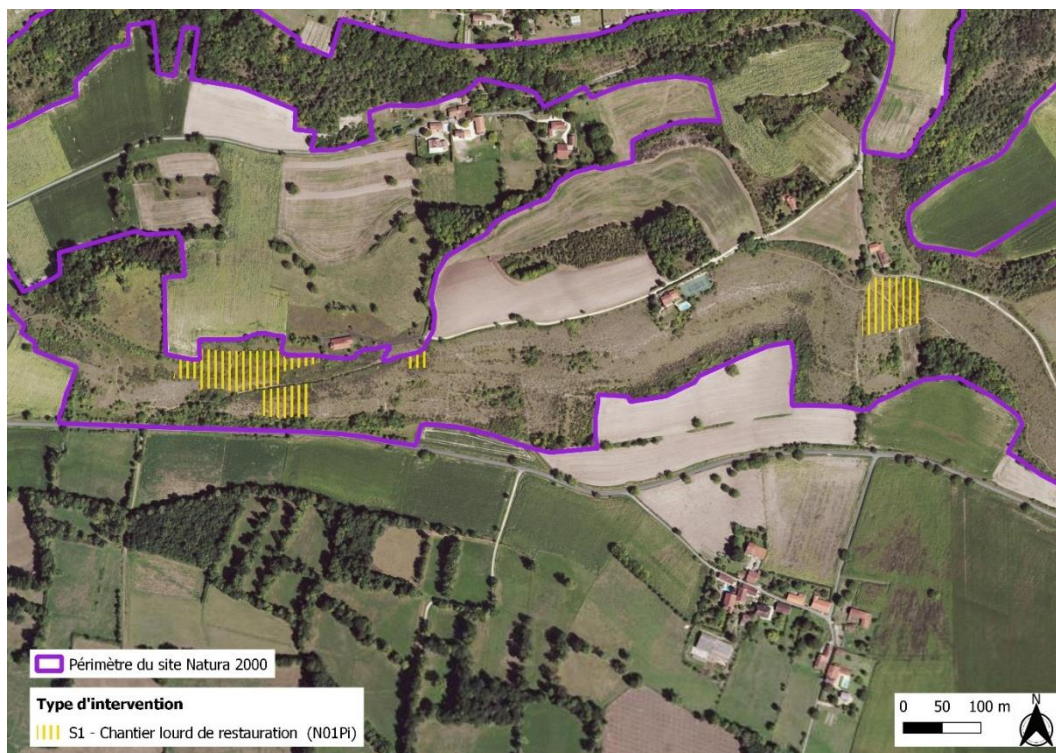 Périmètre du site Natura 2000
Type d'intervention
S1 - Chantier lourd de restauration (N01Pi)
0 50 100 m
N